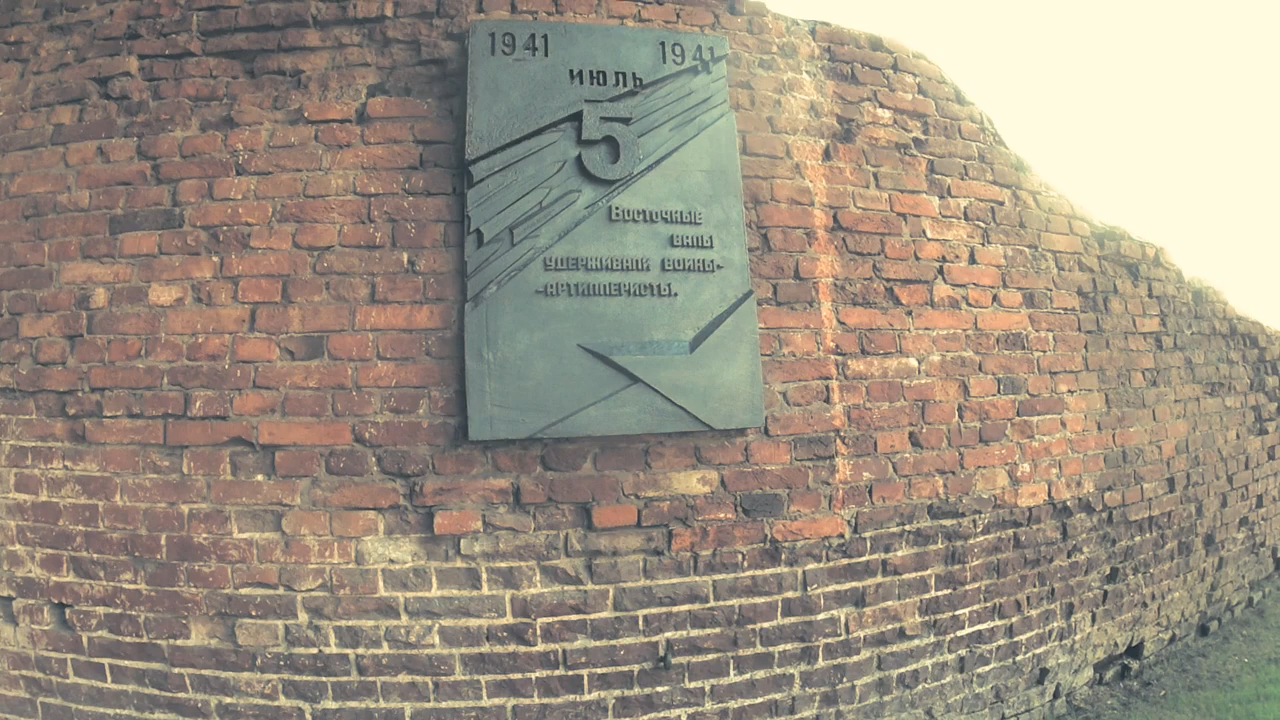 1941 1941
ИЮЛЬ
5
Восточные
валы
удерживали воины-
-артиллеристы.